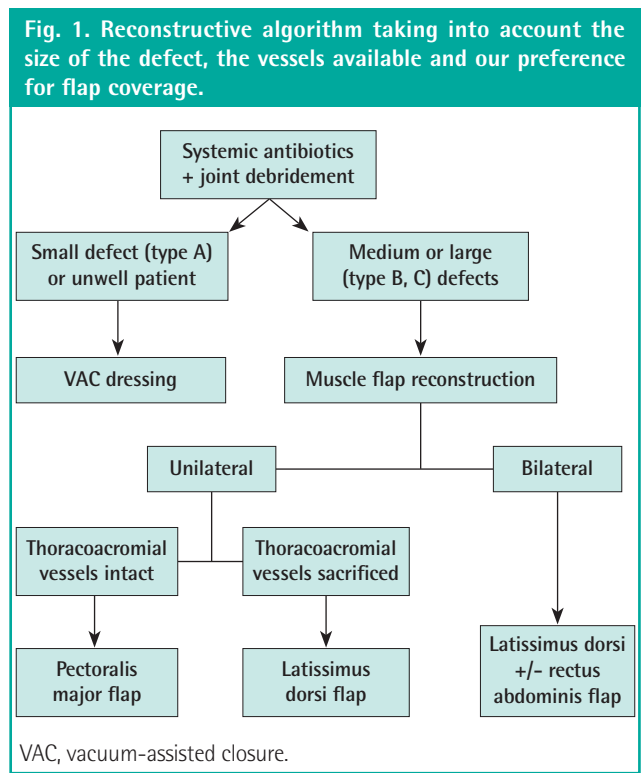 Fig. 1. Reconstructive algorithm taking into account the
size of the defect, the vessels available and our preference
for flap coverage.
Systemic antibiotics
+ joint debridement
Small defect (type A)
or unwell patient
Medium or large
(type B, C) defects
VAC dressing
Muscle flap reconstruction
Unilateral
Bilateral
Thoracoacromial
vessels intact
Thoracoacromial
vessels sacrificed
Pectoralis
major flap
Latissimus
dorsi flap
Latissimus dorsi
+/- rectus
abdominis flap
VAC, vacuum-assisted closure.